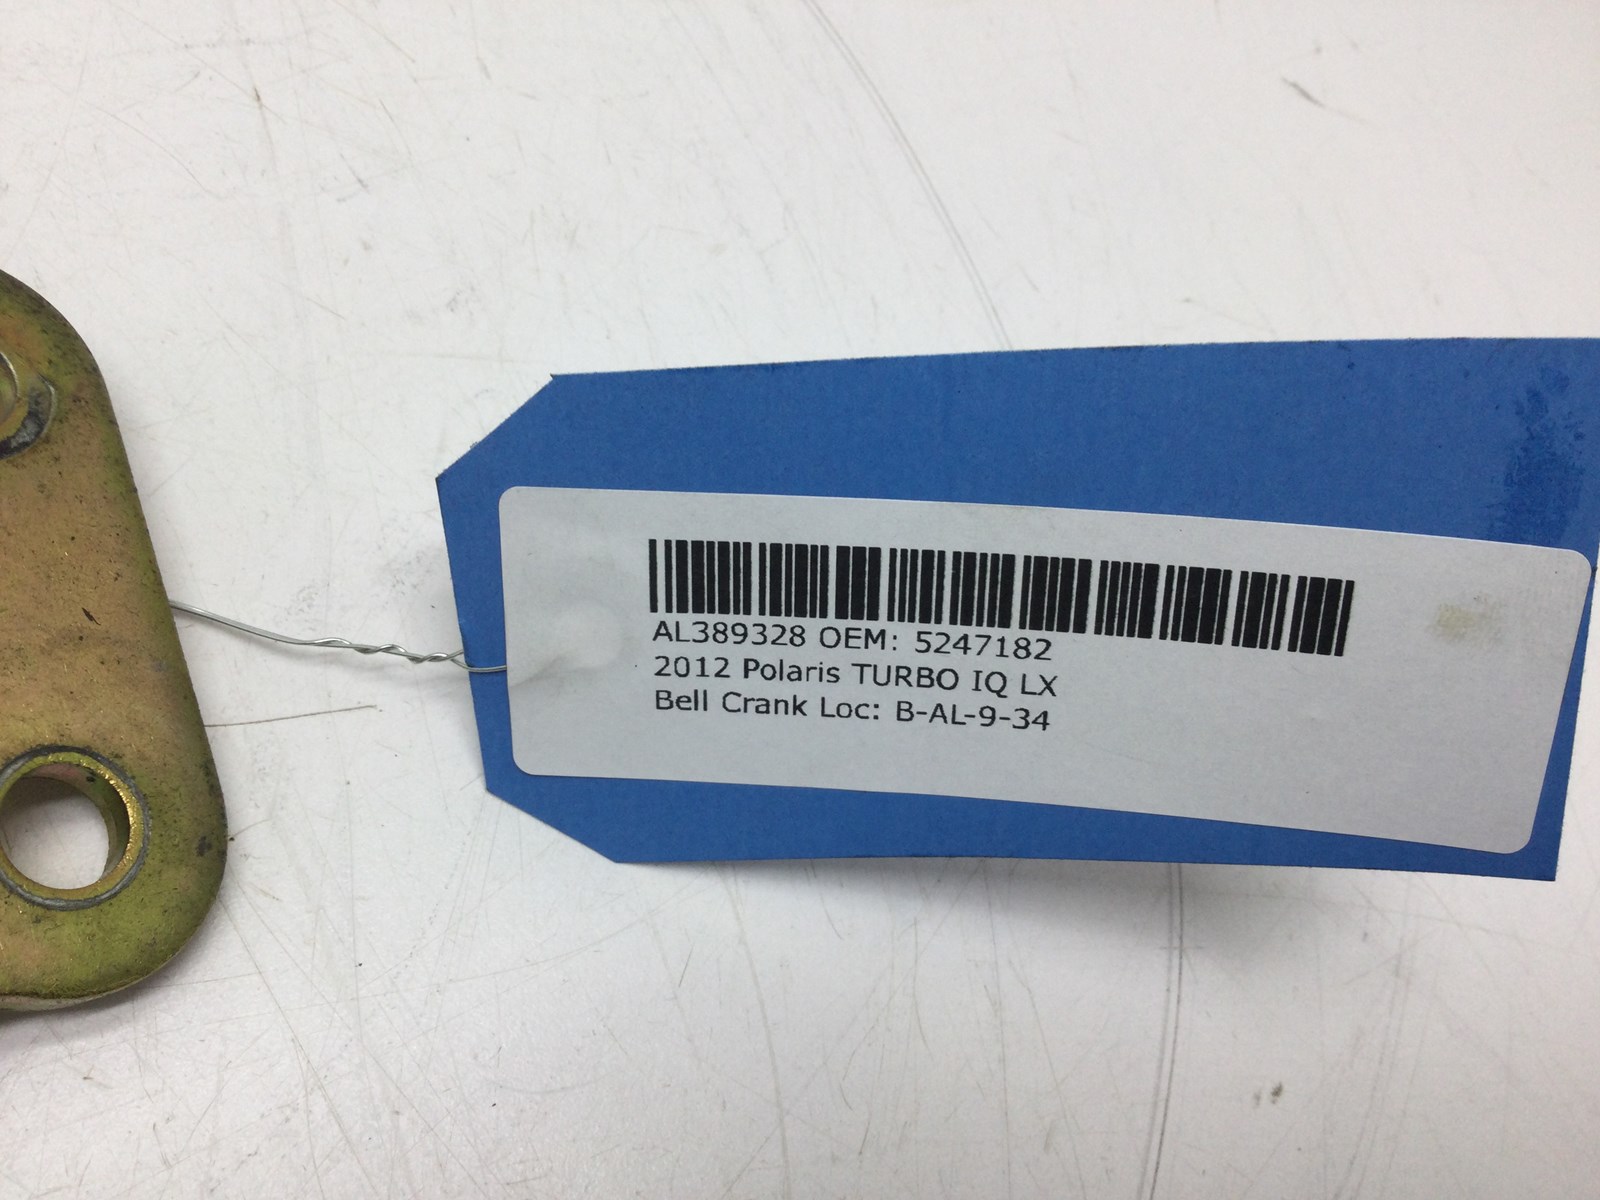 AL389328 OEM: 5247182
2012 Polaris TURBO IQ LX
Bell Crank Loc: B-AL-9-34